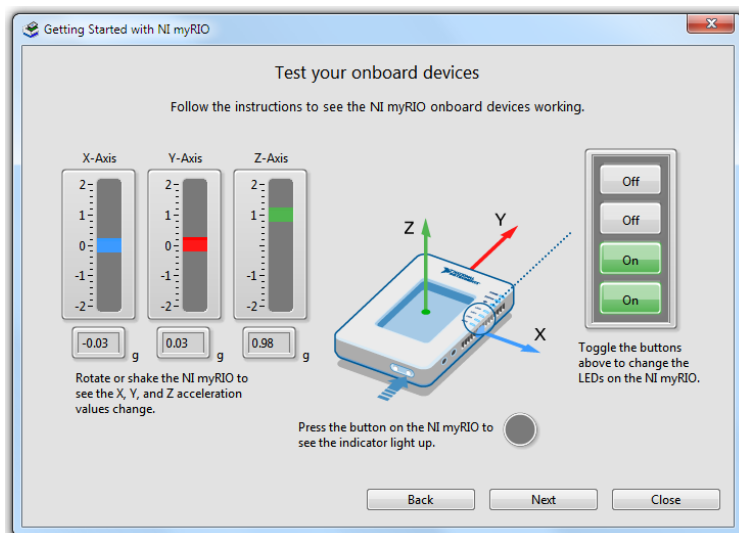 Getting Started with NI myRIO
Test your onboard devices
Follow the instructions to see the NI myRIO onboard devices working.
X-Axis
2
1
0
-1
-2
-0.03 g
Y-Axis
2
1
0
-1
-2
0.03 g
Z-Axis
2
1
0
-1
-2
0.98 g
Rotate or shake the NI myRIO to
see the X, Y, and Z acceleration
values change.
Z
Y
X
Press the button on the NI myRIO to
see the indicator light up.
Off
Off
On
On
Toggle the buttons
above to change the
LEDs on the NI myRIO.
Back
Next
Close